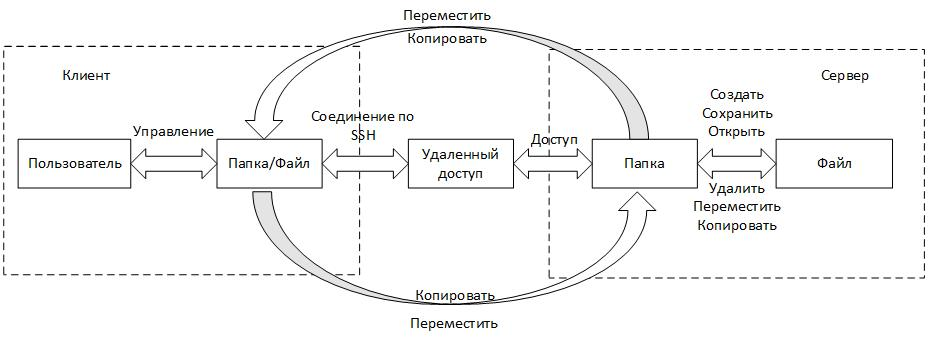 Переместить
Копировать
Клиент
Сервер
Управление
Соединение по
SSH
Доступ
Создать
Сохранить
Открыть
Пользователь
Папка/Файл
Удаленный
доступ
Папка
Файл
Удалить
Переместить
Копировать
Копировать
Переместить